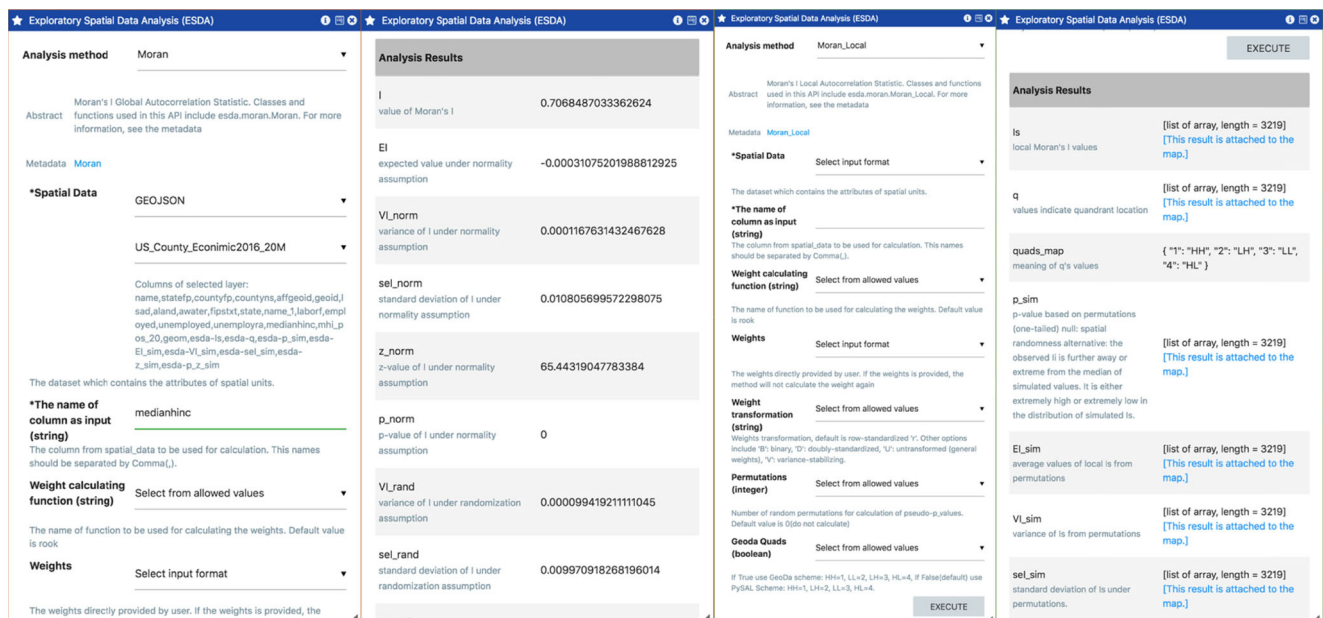 Exploratory Spatial Data Analysis (ESDA)
Analysis method
Moran
Abstract
Moran's I Global Autocorrelation Statistic. Classes and
functions used in this API include esda.moran.Moran. For more
information, see the metadata
Metadata Moran
*Spatial Data
GEOJSON
US_County_Econimic2016_20M
Columns of selected layer:
name,statefp,countyfp,countyns,affgeoid,geoid,l
sad,aland,awater,fipstxt,state,name_1,laborf,empl
oyed,unemployed,unemployra,medianhinc,mhi_p
os_20,geom,esda-Is,esda-q,esda-p_sim,esda-
EI_sim,esda-VI_sim,esda-seI_sim,esda-
z_sim,esda-p_z_sim
The dataset which contains the attributes of spatial units.
*The name of
column as input
(string)
medianhinc
The column from spatial_data to be used for calculation. This names
should be separated by Comma(,).
Weight calculating
function (string)
Select from allowed values
The name of function to be used for calculating the weights. Default value
is rook
Weights
Select input format
The weights directly provided by user. If the weights is provided, the
Exploratory Spatial Data Analysis (ESDA)
Analysis Results
I
value of Moran's I
0.7068487033362624
EI
expected value under normality
assumption
-0.00031075201988812925
VI_norm
variance of I under normality
assumption
0.0001167631432467628
seI_norm
standard deviation of I under
normality assumption
0.010805699572298075
z_norm
z-value of I under normality
assumption
65.44319047783384
p_norm
p-value of I under normality
assumption
0
VI_rand
variance of I under randomization
assumption
0.000099419211111045
seI_rand
standard deviation of I under
randomization assumption
0.009970918268196014
Exploratory Spatial Data Analysis (ESDA)
Analysis method
Moran_Local
Abstract
Moran's I Local Autocorrelation Statistic. Classes and functions
used in this API include esda.moran.Moran_Local. For more
information, see the metadata
Metadata Moran_Local
*Spatial Data
Select input format
The dataset which contains the attributes of spatial units.
*The name of
column as input
(string)
The column from spatial_data to be used for calculation. This names
should be separated by Comma(,).
Weight calculating
function (string)
Select from allowed values
The name of function to be used for calculating the weights. Default value
is rook
Weights
Select input format
The weights directly provided by user. If the weights is provided, the
method will not calculate the weight again
Weight
transformation
(string)
Select from allowed values
Weights transformation, default is row-standardized 'r'. Other options
include 'B': binary, 'D': doubly-standardized, 'U': untransformed (general
weights), 'V': variance-stabilizing.
Permutations
(integer)
Select from allowed values
Number of random permutations for calculation of pseudo-p_values.
Default value is 0(do not calculate)
Geoda Quads
(boolean)
Select from allowed values
If True use GeoDa scheme: HH=1, LL=2, LH=3, HL=4, If False(default) use
PySAL Scheme: HH=1, LH=2, LL=3, HL=4.
EXECUTE
Exploratory Spatial Data Analysis (ESDA)
EXECUTE
Analysis Results
Is
local Moran's I values
[list of array, length = 3219]
[This result is attached to the
map.]
q
values indicate quandrant location
[list of array, length = 3219]
[This result is attached to the
map.]
quads_map
meaning of q's values
{ "1": "HH", "2": "LH", "3": "LL",
"4": "HL" }
p_sim
p-value based on permutations
(one-tailed) null: spatial
randomness alternative: the
observed Ii is further away or
extreme from the median of
simulated values. It is either
extremely high or extremely low in
the distribution of simulated Is.
[list of array, length = 3219]
[This result is attached to the
map.]
EI_sim
average values of local Is from
permutations
[list of array, length = 3219]
[This result is attached to the
map.]
VI_sim
variance of Is from permutations
[list of array, length = 3219]
[This result is attached to the
map.]
seI_sim
standard deviation of Is under
permutations.
[list of array, length = 3219]
[This result is attached to the
map.]